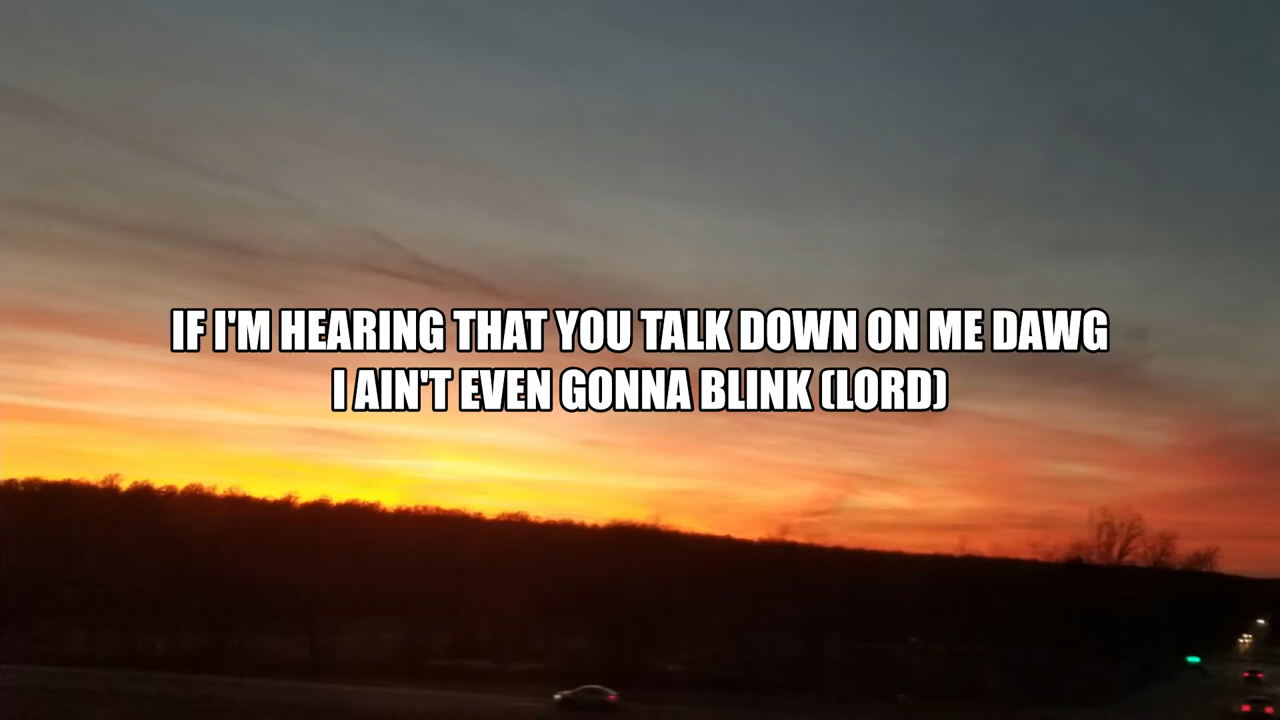 IF I'M HEARING THAT YOU TALK DOWN ON ME DAWG
I AIN'T EVEN GONNA BLINK (LORD)